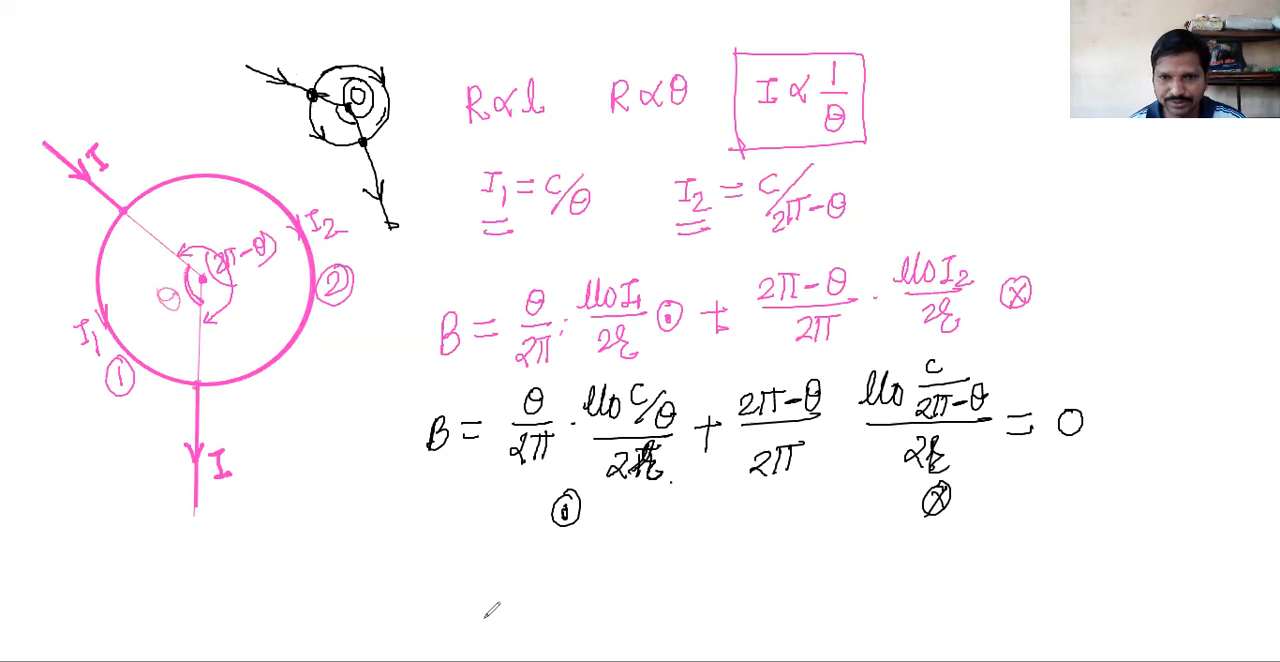 R ∝ l    R ∝ θ    I ∝ 1/θ
I₁ = C/θ    I₂ = C/2π-θ
B = θ/2π · μ₀I₁/2r ⊙ + 2π-θ/2π · μ₀I₂/2r ⊗
B = θ/2π · μ₀ C/θ / 2r + 2π-θ/2π μ₀ C/2π-θ / 2r = 0
⊙    ⊗
I
I₂
2π-θ
θ
②
I₁
①
I